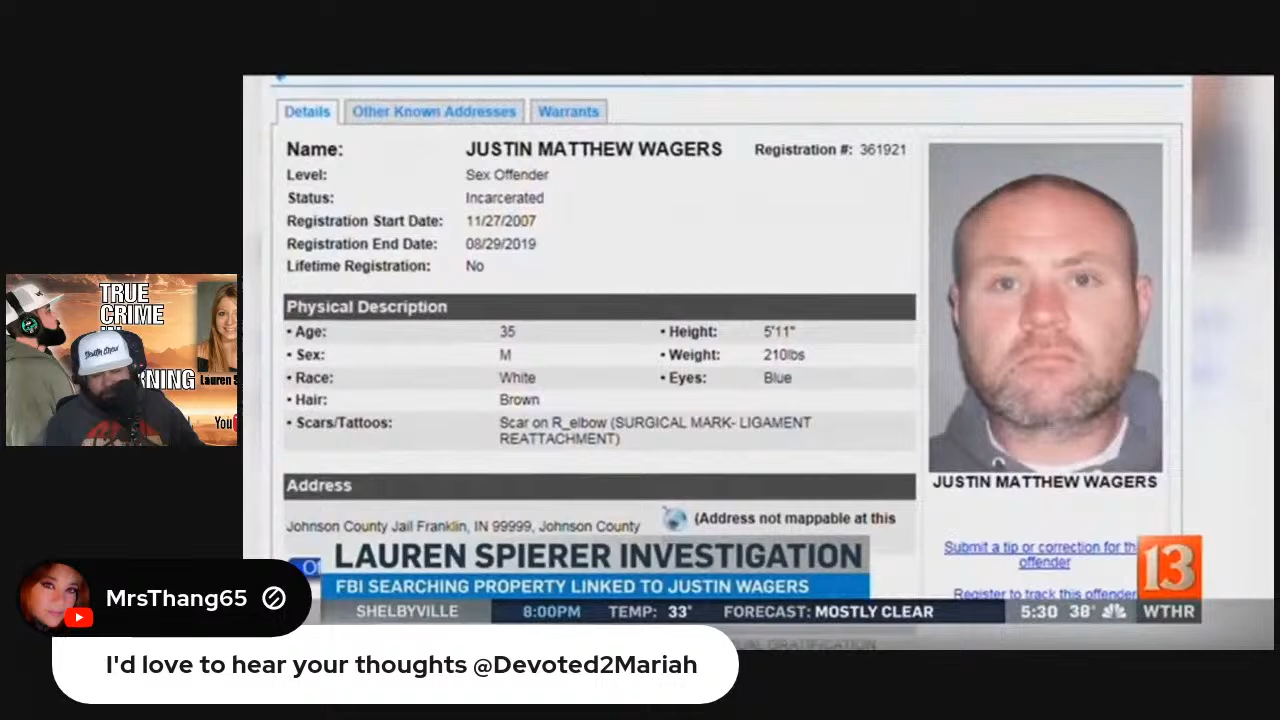 Details
Other Known Addresses
Warrants
Name: JUSTIN MATTHEW WAGERS Registration #: 361921
Level: Sex Offender
Status: Incarcerated
Registration Start Date: 11/27/2007
Registration End Date: 08/29/2019
Lifetime Registration: No
Physical Description
• Age: 35 • Height: 5'11"
• Sex: M • Weight: 210lbs
• Race: White • Eyes: Blue
• Hair: Brown
• Scars/Tattoos: Scar on R_elbow (SURGICAL MARK- LIGAMENT
REATTACHMENT)
JUSTIN MATTHEW WAGERS
Address
Johnson County Jail Franklin, IN 99999, Johnson County
(Address not mappable at this
Submit a tip or correction for th
offender
Register to track this offender
TRUE
CRIME
RNING
Lauren S
You
LAUREN SPIERER INVESTIGATION
FBI SEARCHING PROPERTY LINKED TO JUSTIN WAGERS
SHELBYVILLE 8:00PM TEMP: 33° FORECAST: MOSTLY CLEAR 5:30 38° WTHR
13
MrsThang65
I'd love to hear your thoughts @Devoted2Mariah